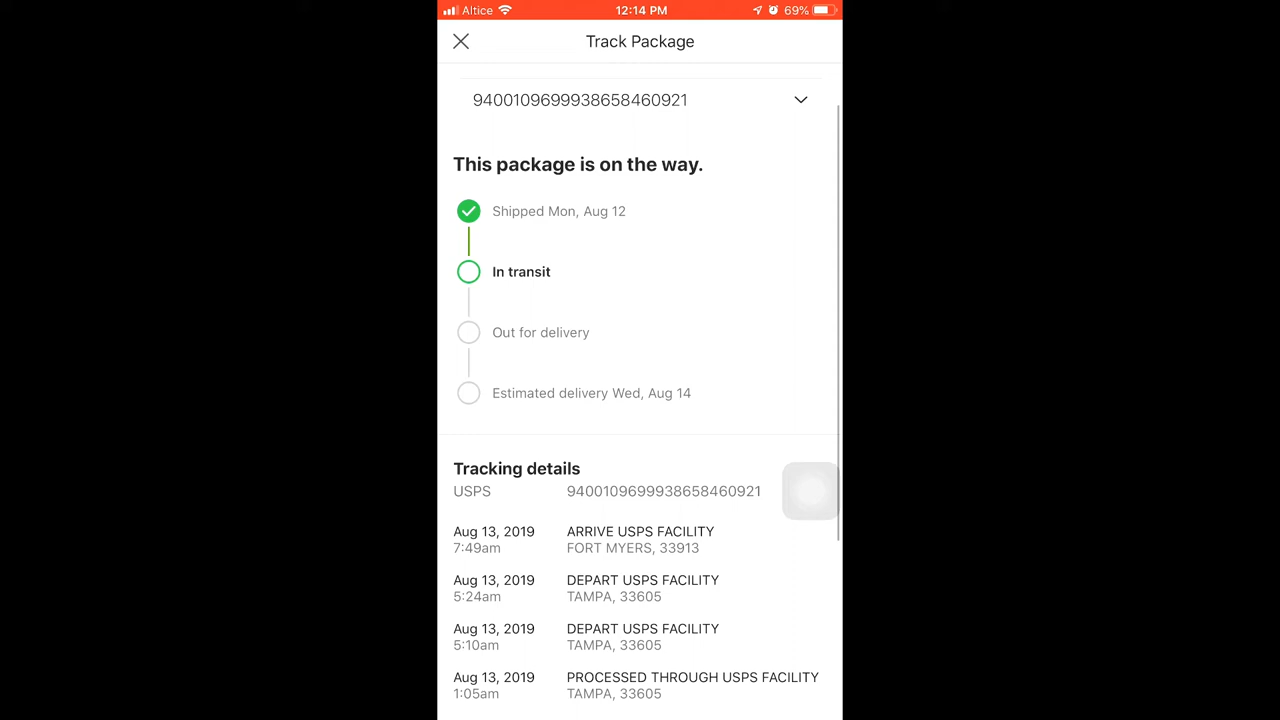 Altice 12:14 PM 69%
Track Package
9400109699938658460921
This package is on the way.
Shipped Mon, Aug 12
In transit
Out for delivery
Estimated delivery Wed, Aug 14
Tracking details
USPS 9400109699938658460921
Aug 13, 2019 ARRIVE USPS FACILITY
7:49am FORT MYERS, 33913
Aug 13, 2019 DEPART USPS FACILITY
5:24am TAMPA, 33605
Aug 13, 2019 DEPART USPS FACILITY
5:10am TAMPA, 33605
Aug 13, 2019 PROCESSED THROUGH USPS FACILITY
1:05am TAMPA, 33605